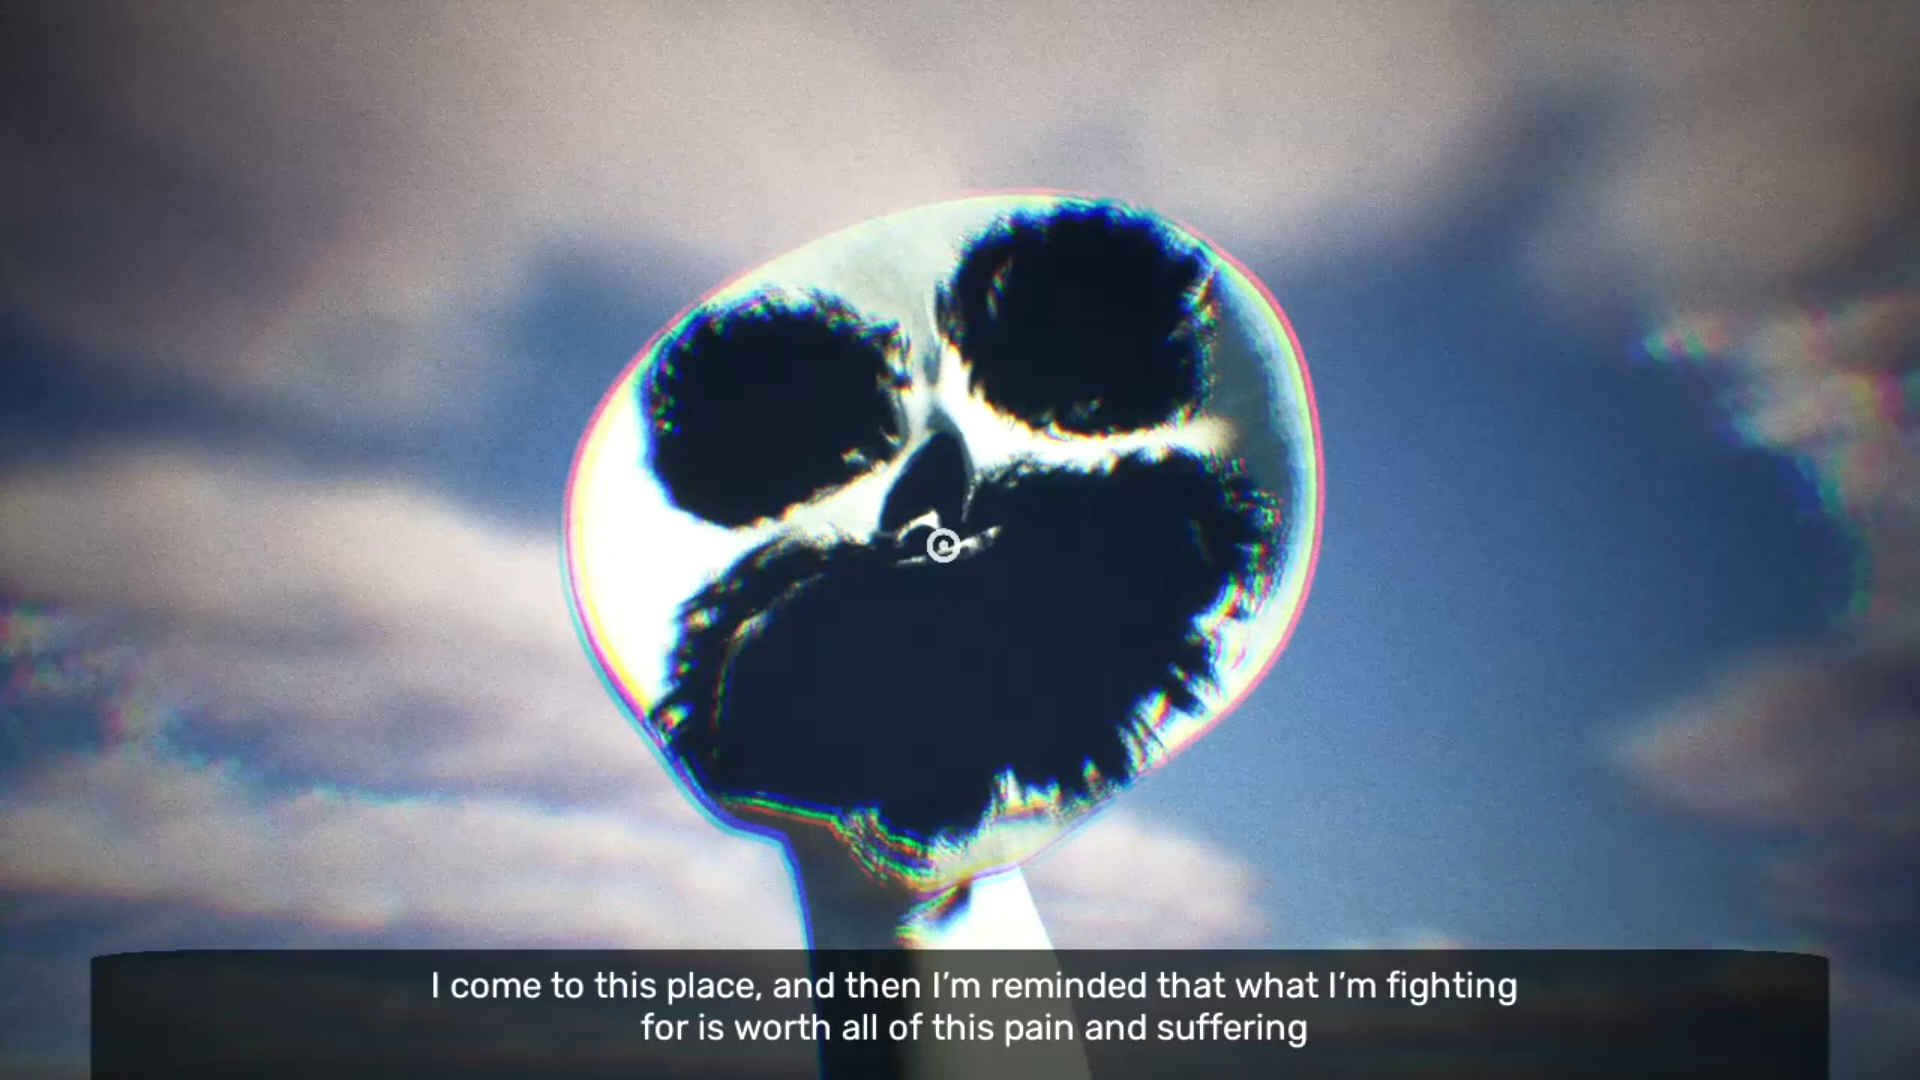 I come to this place, and then I’m reminded that what I’m fighting
for is worth all of this pain and suffering